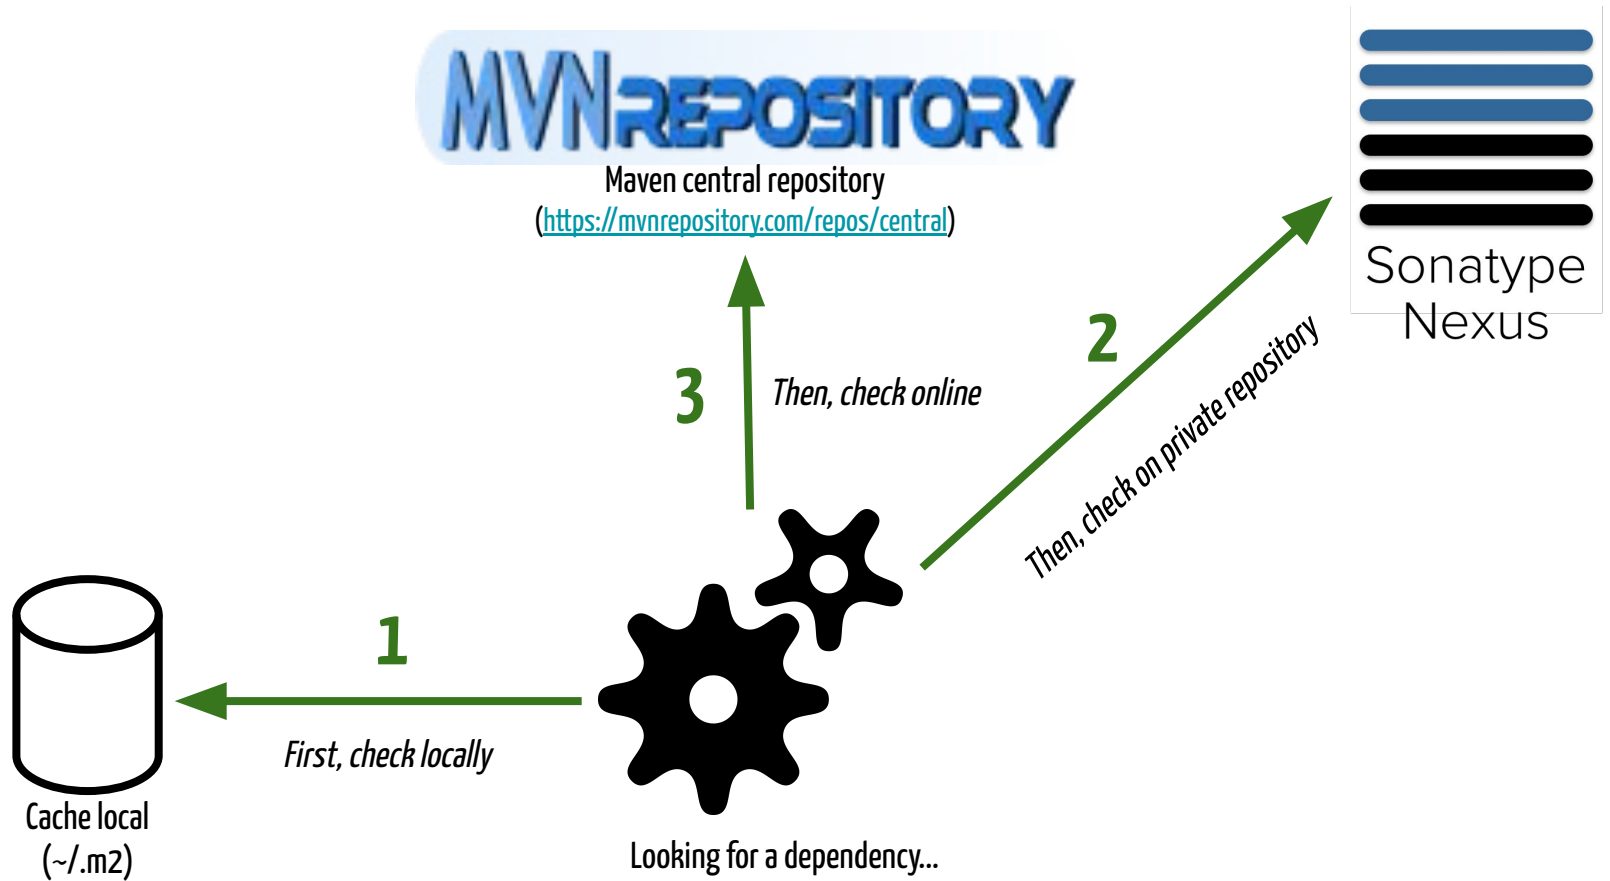 MVNREPOSITORY
Maven central repository
(https://mvnrepository.com/repos/central)
Sonatype
Nexus
2
Then, check on private repository
3
Then, check online
1
First, check locally
Cache local
(~/.m2)
Looking for a dependency...